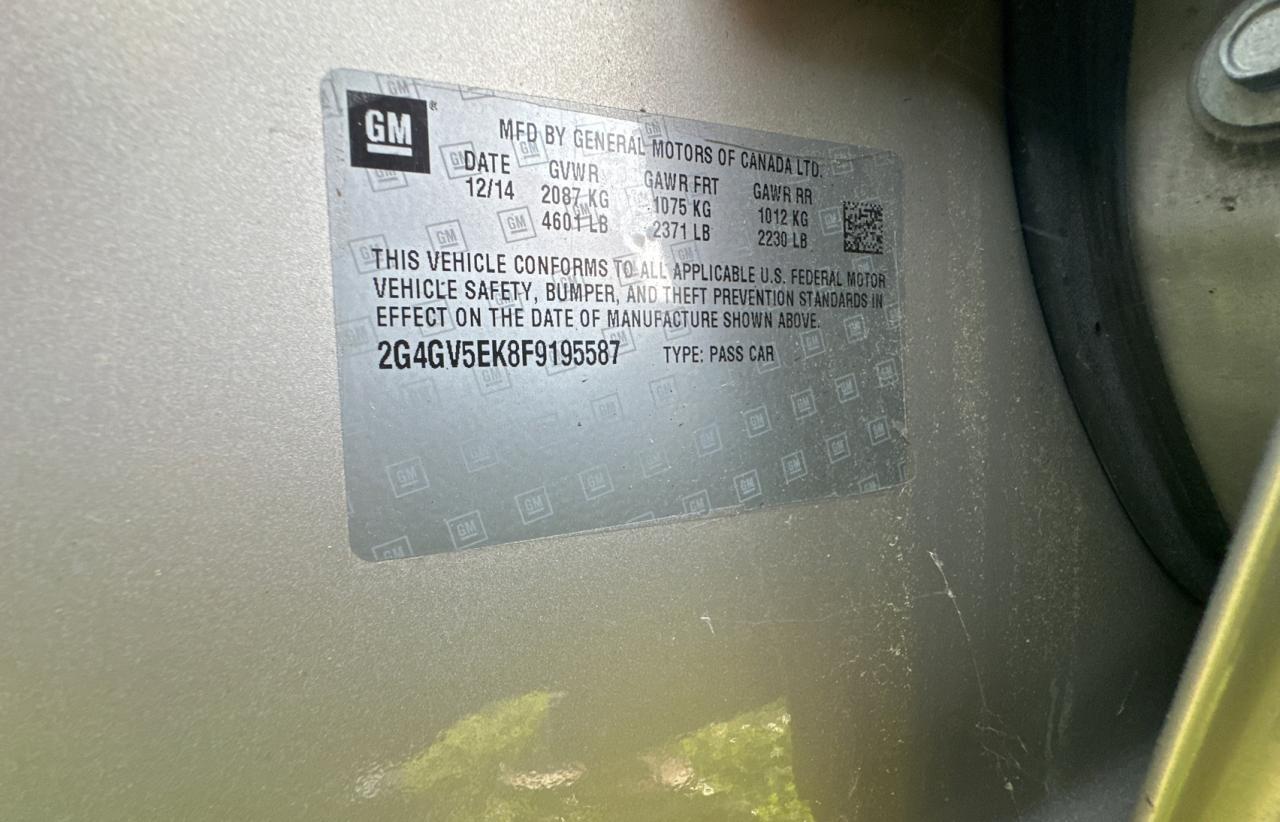 GM
MFD BY GENERAL MOTORS OF CANADA LTD.
DATE GVWR GAWR FRT GAWR RR
12/14 2087 KG 1075 KG 1012 KG
4601 LB 2371 LB 2230 LB
THIS VEHICLE CONFORMS TO ALL APPLICABLE U.S. FEDERAL MOTOR
VEHICLE SAFETY, BUMPER, AND THEFT PREVENTION STANDARDS IN
EFFECT ON THE DATE OF MANUFACTURE SHOWN ABOVE.
2G4GV5EK8F9195587 TYPE: PASS CAR